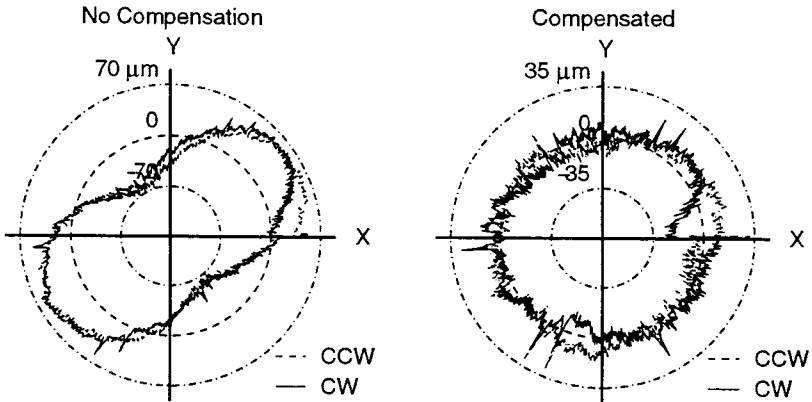 No Compensation
Y
70 μm
0
-70
X
CCW
CW
Compensated
Y
35 μm
0
-35
X
CCW
CW